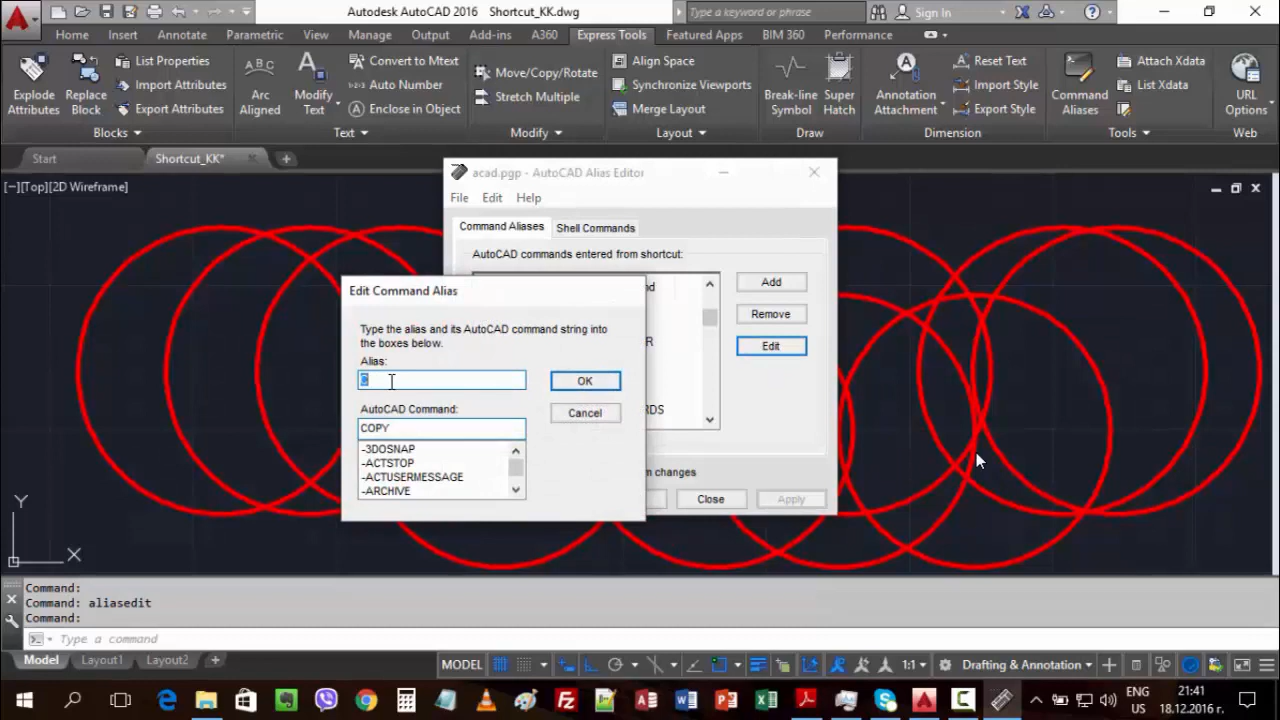 Autodesk AutoCAD 2016 Shortcut_KK.dwg
Type a keyword or phrase
Sign In
Home Insert Annotate Parametric View Manage Output Add-ins A360 Express Tools Featured Apps BIM 360 Performance
Explode Attributes
Replace Block
List Properties
Import Attributes
Export Attributes
Blocks
Arc Aligned
Modify Text
Convert to Mtext
Auto Number
Enclose in Object
Text
Move/Copy/Rotate
Stretch Multiple
Modify
Align Space
Synchronize Viewports
Merge Layout
Layout
Break-line Symbol
Super Hatch
Draw
Annotation Attachment
Reset Text
Import Style
Export Style
Dimension
Command Aliases
Attach Xdata
List Xdata
Tools
URL Options
Web
Start
Shortcut_KK*
[−][Top][2D Wireframe]
acad.pgp - AutoCAD Alias Editor
File Edit Help
Command Aliases
Shell Commands
AutoCAD commands entered from shortcut:
nd
R
RDS
Add
Remove
Edit
m changes
Close
Apply
Edit Command Alias
Type the alias and its AutoCAD command string into
the boxes below.
Alias:
C
OK
AutoCAD Command:
Cancel
COPY
-3DOSNAP
-ACTSTOP
-ACTUSERMESSAGE
-ARCHIVE
Y
X
Command:
Command: aliasedit
Command:
Type a command
Model Layout1 Layout2
MODEL
1:1
Drafting & Annotation
ENG
US
21:41
18.12.2016 г.